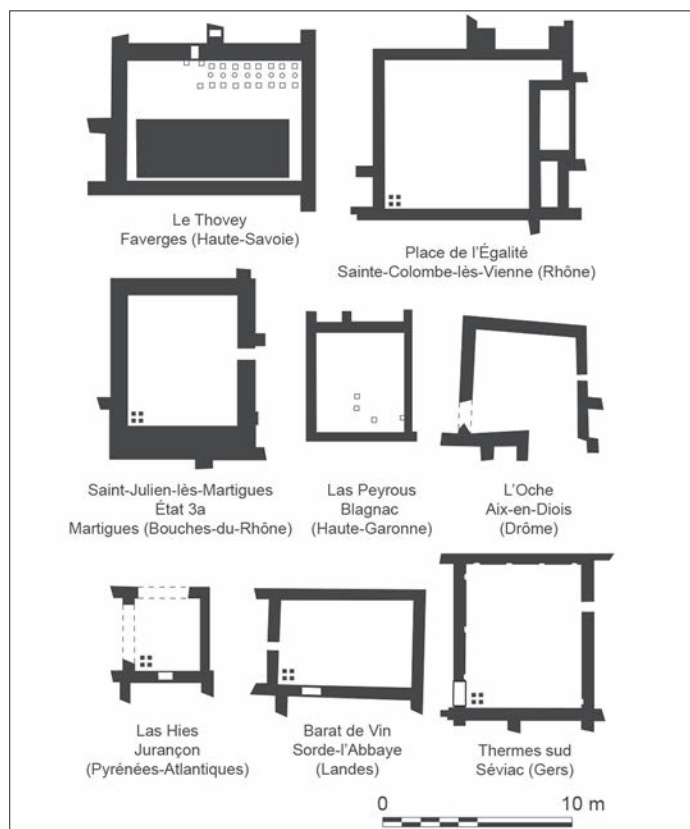 Le Thovey
Faverges (Haute-Savoie)
Place de l'Égalité
Sainte-Colombe-lès-Vienne (Rhône)
Saint-Julien-lès-Martigues
État 3a
Martigues (Bouches-du-Rhône)
Las Peyrous
Blagnac
(Haute-Garonne)
L'Oche
Aix-en-Diois
(Drôme)
Las Hies
Jurançon
(Pyrénées-Atlantiques)
Barat de Vin
Sorde-l'Abbaye
(Landes)
Thermes sud
Séviac (Gers)
0 10 m